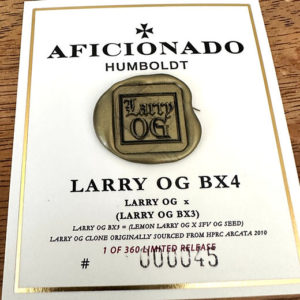 AFICIONADO
HUMBOLDT
Larry
OG
LARRY OG BX4
LARRY OG x
(LARRY OG BX3)
LARRY OG BX3 = (LEMON LARRY OG X SFV OG SEED)
LARRY OG CLONE ORIGINALLY SOURCED FROM HPRC ARCATA 2010
1 OF 360 LIMITED RELEASE
# 000045